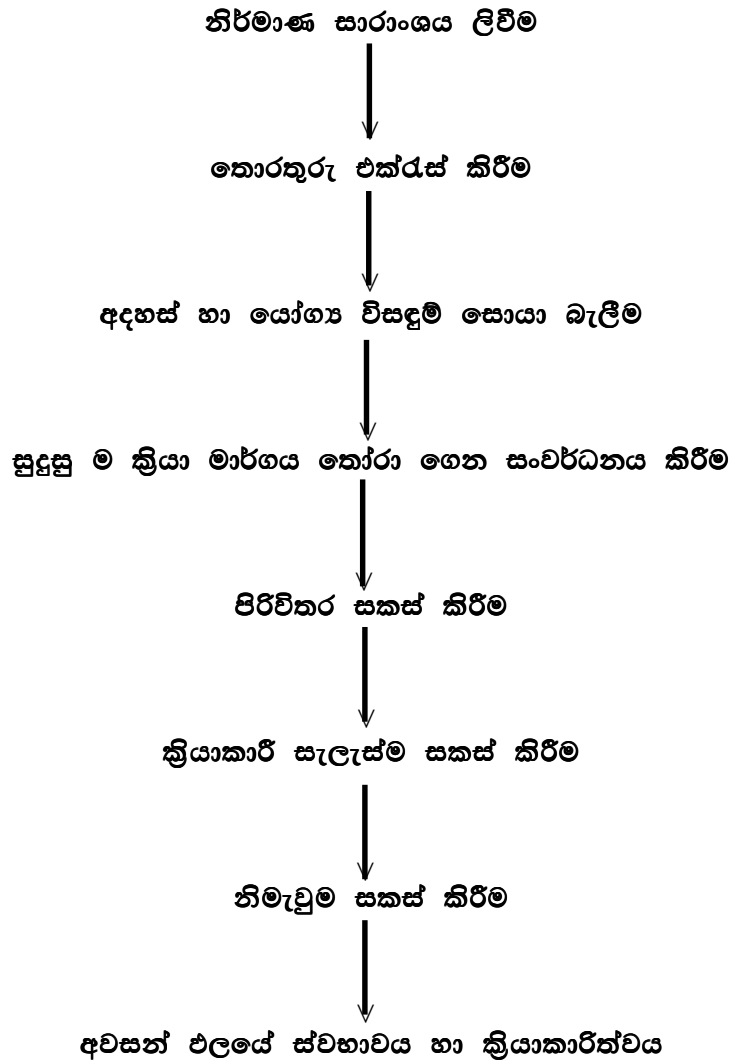 නිර්මාණ සාරාංශය ලිවීම
තොරතුරු එක්රැස් කිරීම
අදහස් හා යෝග්‍ය විසඳුම් සොයා බැලීම
සුදුසු ම ක්‍රියා මාර්ගය තෝරා ගෙන සංවර්ධනය කිරීම
පිරිවිතර සකස් කිරීම
ක්‍රියාකාරී සැලැස්ම සකස් කිරීම
නිමැවුම සකස් කිරීම
අවසන් ඵලයේ ස්වභාවය හා ක්‍රියාකාරිත්වය